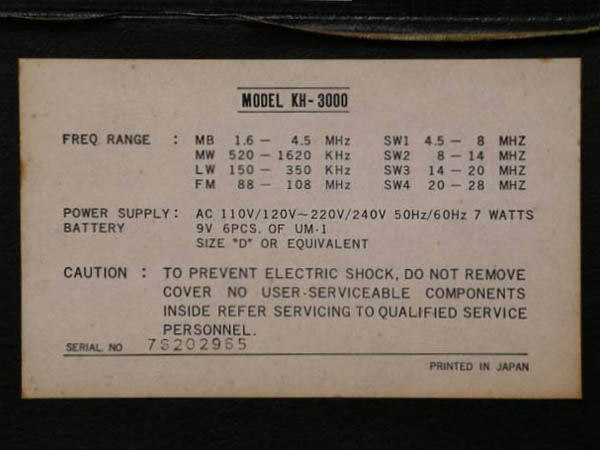 MODEL KH-3000
FREQ RANGE : MB 1.6 — 4.5 MHz SW1 4.5 — 8 MHZ
MW 520 — 1620 KHz SW2 8 — 14 MHZ
LW 150 — 350 KHz SW3 14 — 20 MHZ
FM 88 — 108 MHz SW4 20 — 28 MHZ
POWER SUPPLY: AC 110V/120V~220V/240V 50Hz/60Hz 7 WATTS
BATTERY 9V 6PCS. OF UM-1
SIZE "D" OR EQUIVALENT
CAUTION : TO PREVENT ELECTRIC SHOCK, DO NOT REMOVE
COVER NO USER-SERVICEABLE COMPONENTS
INSIDE REFER SERVICING TO QUALIFIED SERVICE
PERSONNEL.
SERIAL NO 7S202965
PRINTED IN JAPAN